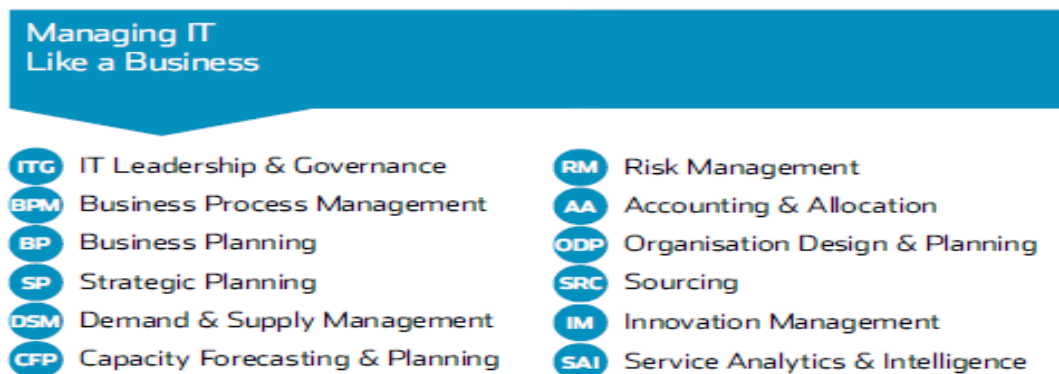 Managing IT
Like a Business
ITG IT Leadership & Governance
BPM Business Process Management
BP Business Planning
SP Strategic Planning
DSM Demand & Supply Management
CFP Capacity Forecasting & Planning
RM Risk Management
AA Accounting & Allocation
ODP Organisation Design & Planning
SRC Sourcing
IM Innovation Management
SAI Service Analytics & Intelligence